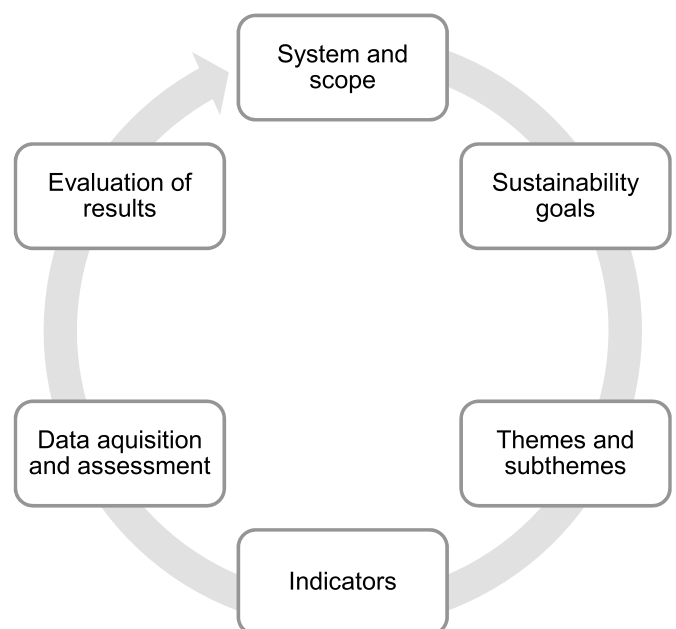 System and
scope
Sustainability
goals
Themes and
subthemes
Indicators
Data aquisition
and assessment
Evaluation of
results